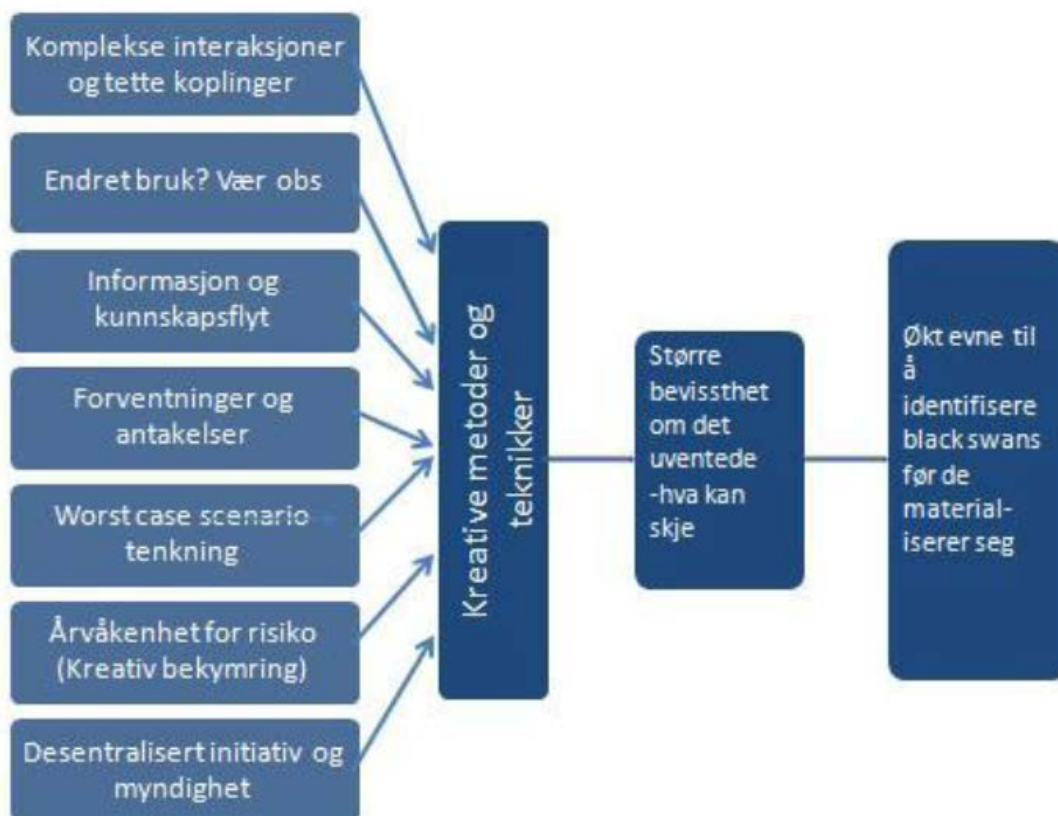 Komplekse interaksjoner
og tette koplinger
Endret bruk? Vær obs
Informasjon og
kunnskapsflyt
Forventninger og
antakelser
Worst case scenario
tenkning
Årvåkenhet for risiko
(Kreativ bekymring)
Desentralisert initiativ og
myndighet
Kreative metoder og
teknikker
Større
bevissthet
om det
uventede
-hva kan
skje
Økt evne til
å
identifisere
black swans
før de
material-
iserer seg